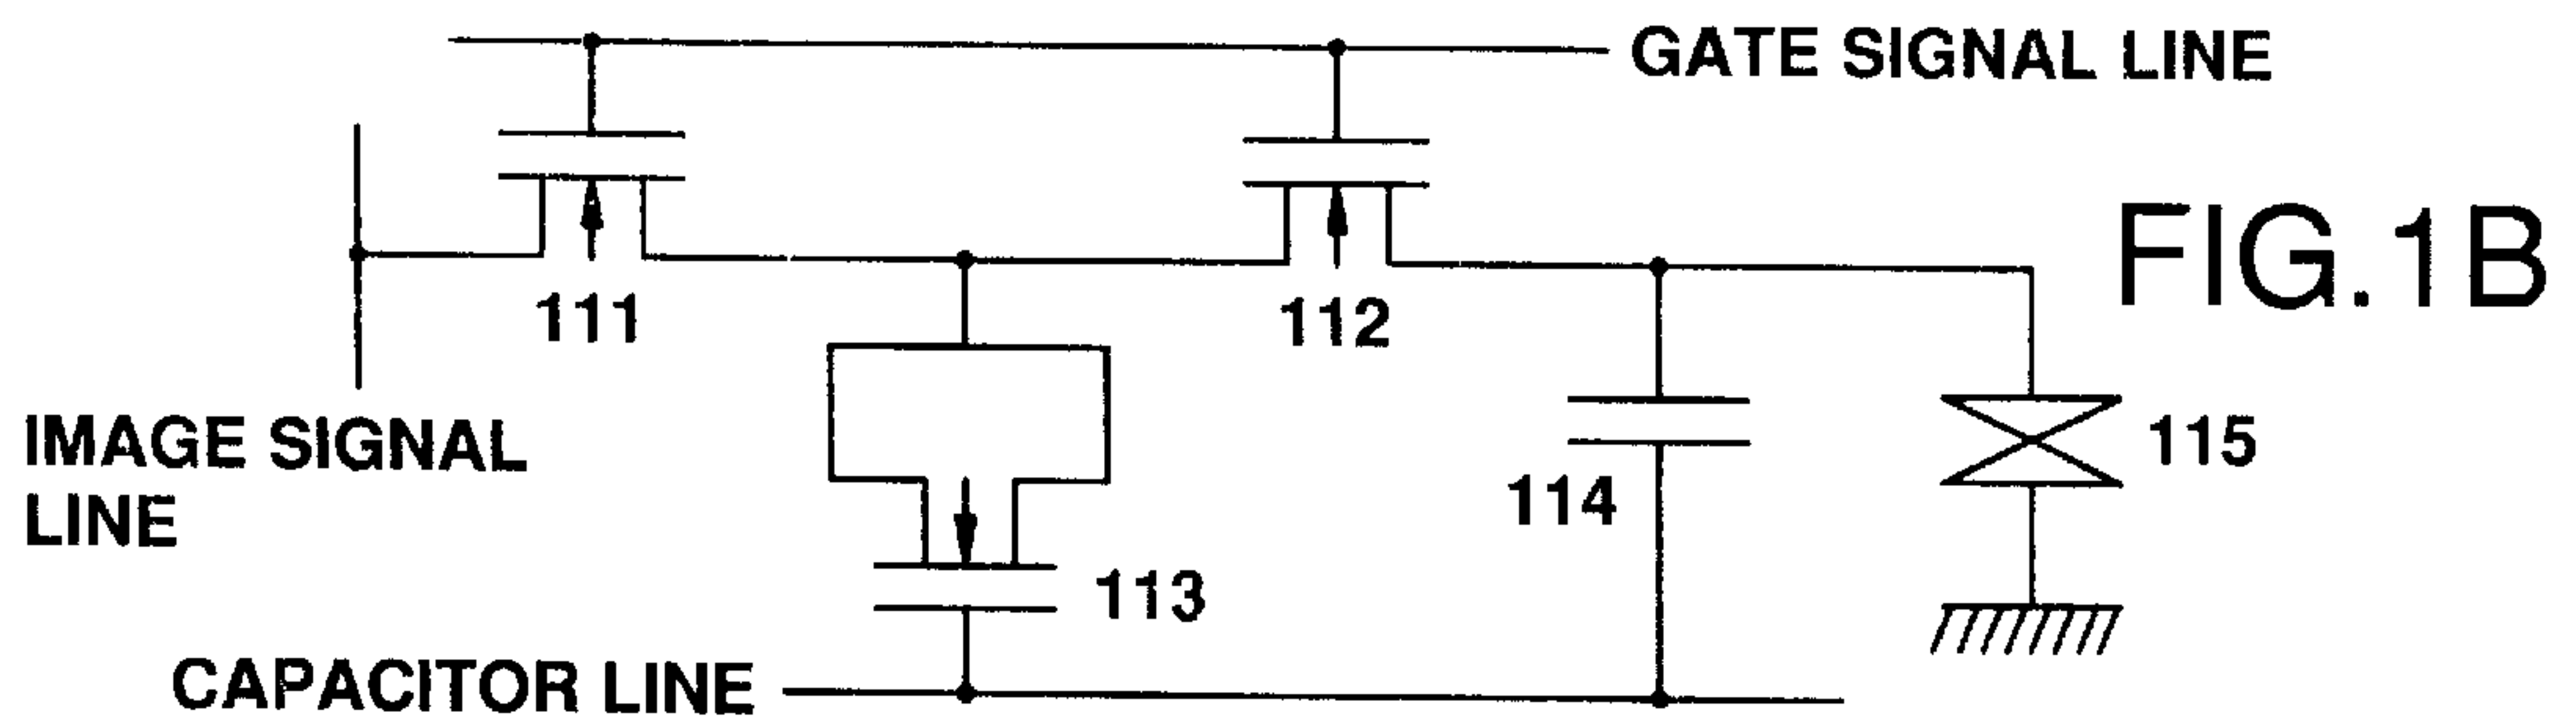 GATE SIGNAL LINE
FIG.1B
111
112
IMAGE SIGNAL
LINE
115
114
113
CAPACITOR LINE